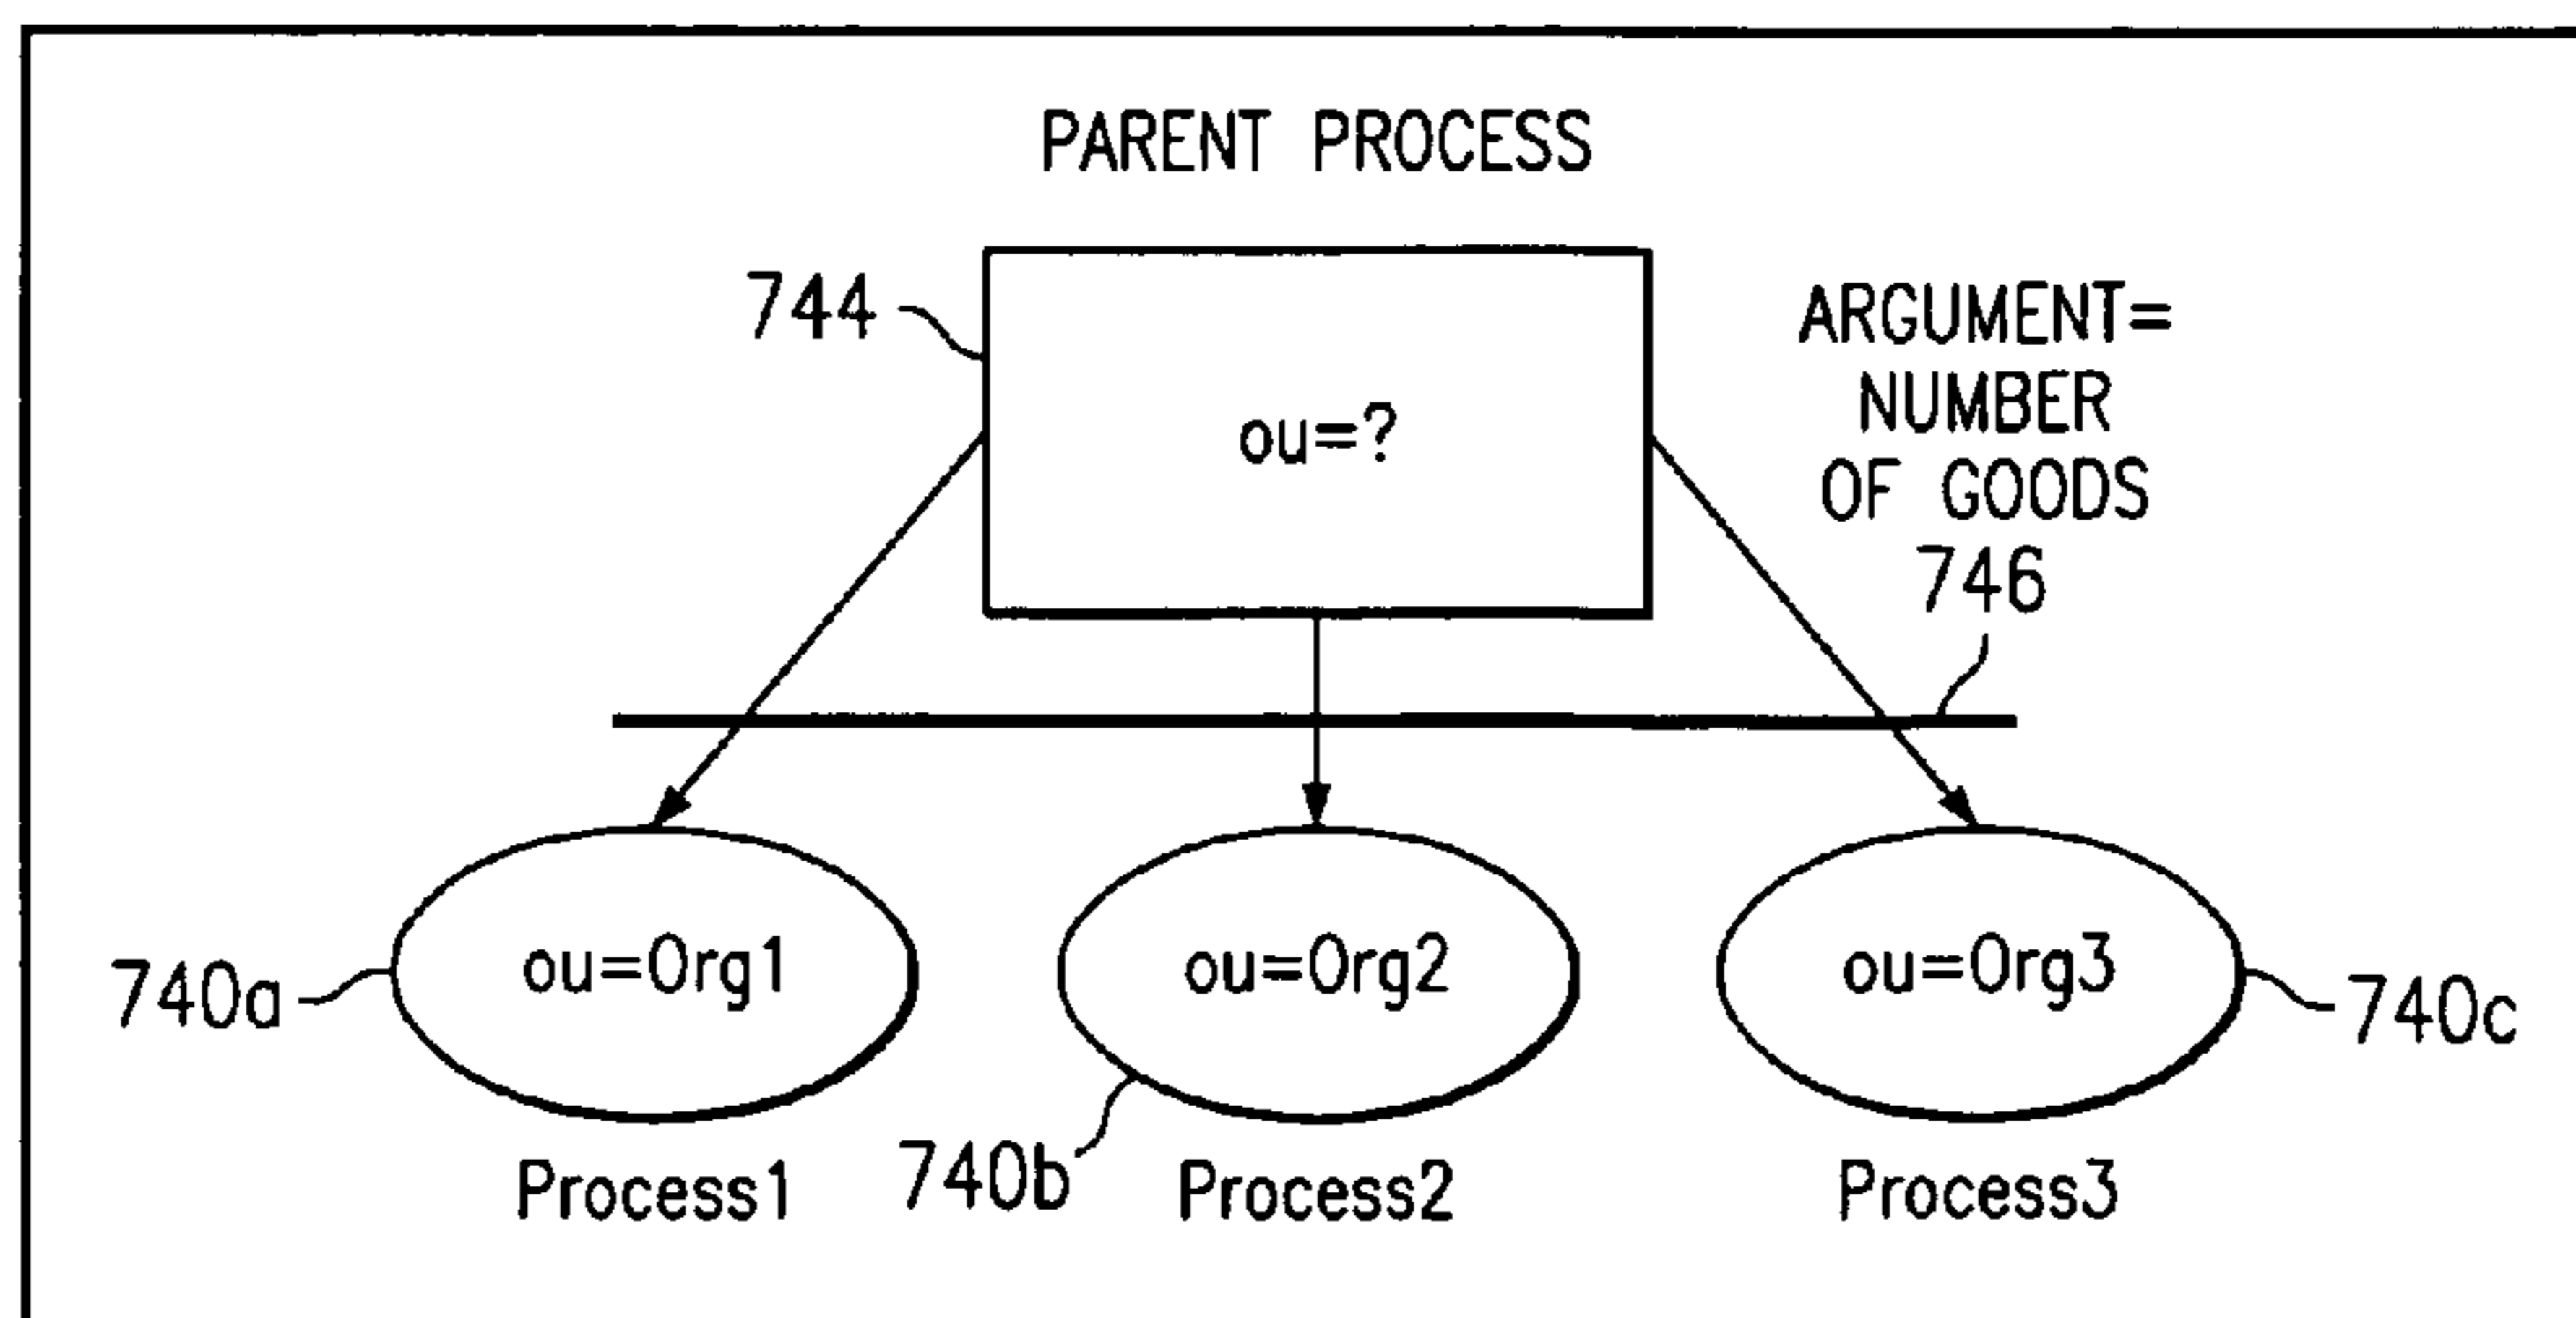 PARENT PROCESS
744
ou=?
ARGUMENT=
NUMBER
OF GOODS
746
740a
ou=Org1
ou=Org2
ou=Org3
740c
740b
Process1
Process2
Process3